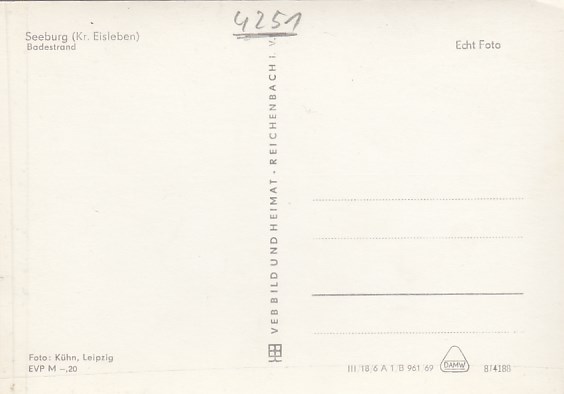 4251
Seeburg (Kr. Eisleben)
Badestrand
Echt Foto
VEB BILD UND HEIMAT · REICHENBACH I. V.
Foto: Kühn, Leipzig
EVP M –,20
III 18 6 A 1 B 961 69
DAMW
8/4188